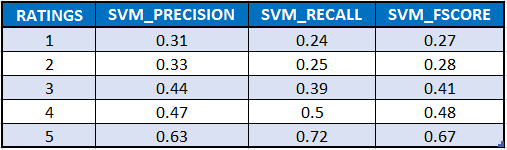 RATINGS SVM_PRECISION SVM_RECALL SVM_FSCORE
1 0.31 0.24 0.27
2 0.33 0.25 0.28
3 0.44 0.39 0.41
4 0.47 0.5 0.48
5 0.63 0.72 0.67